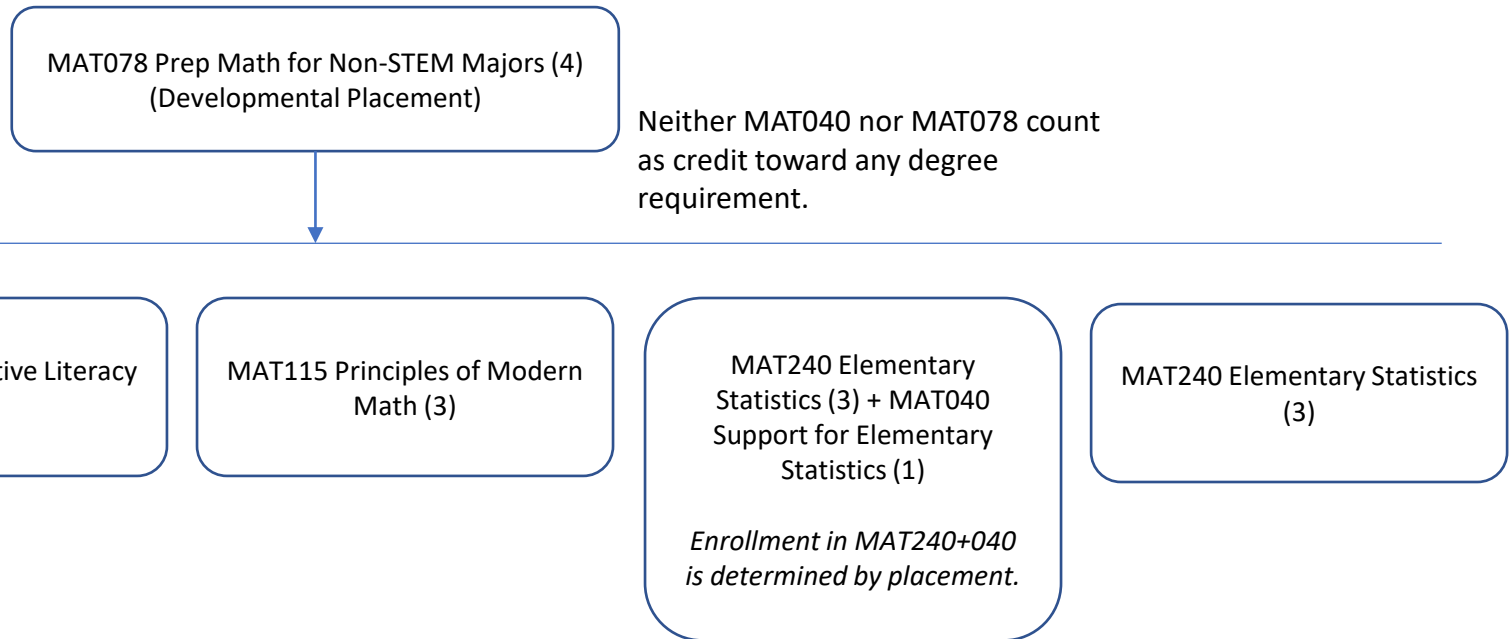 MAT078 Prep Math for Non-STEM Majors (4)
(Developmental Placement)
Neither MAT040 nor MAT078 count
as credit toward any degree
requirement.
Literacy
MAT115 Principles of Modern
Math (3)
MAT240 Elementary
Statistics (3) + MAT040
Support for Elementary
Statistics (1)
Enrollment in MAT240+040
is determined by placement.
MAT240 Elementary Statistics
(3)